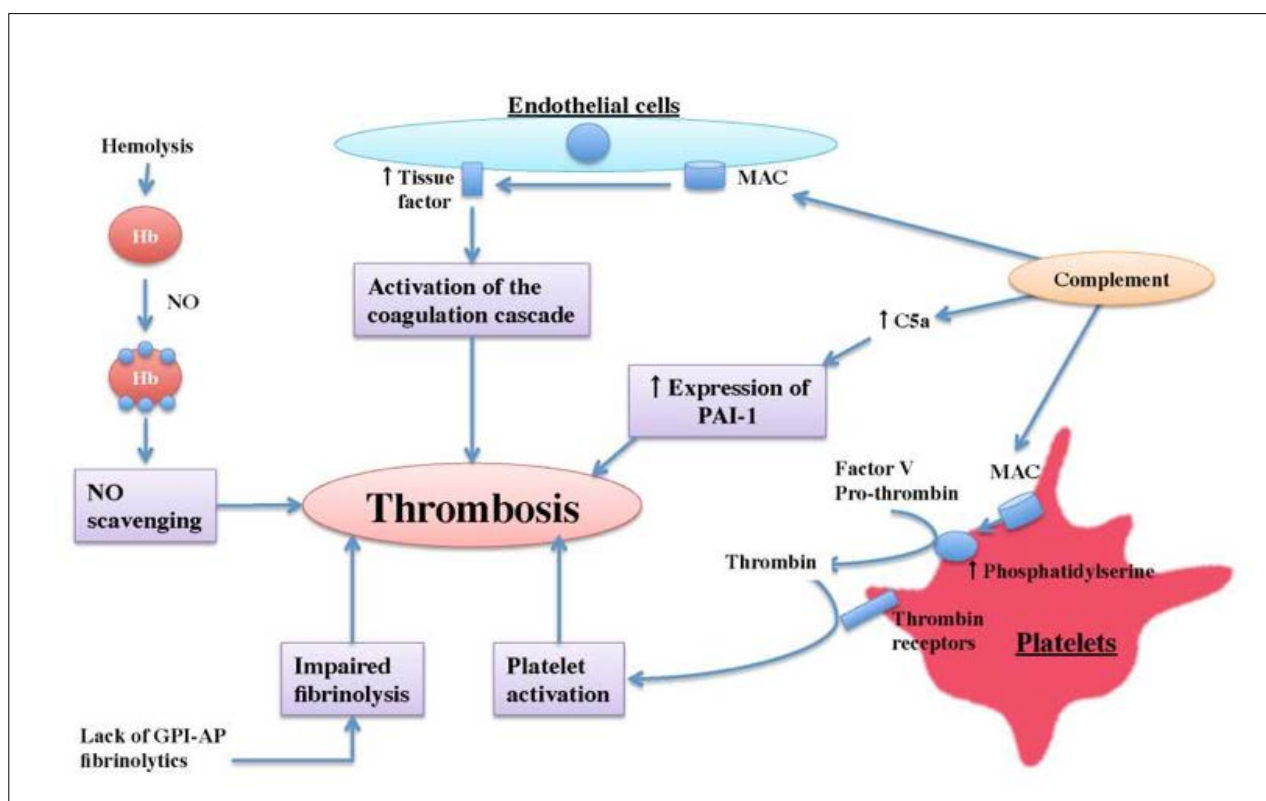 Endothelial cells
Hemolysis
↑ Tissue
factor
MAC
Hb
NO
Activation of the
coagulation cascade
Complement
↑ C5a
Hb
↑ Expression of
PAI-1
NO
scavenging
Thrombosis
Factor V
Pro-thrombin
MAC
Thrombin
↑ Phosphatidylserine
Thrombin
receptors
Platelets
Impaired
fibrinolysis
Platelet
activation
Lack of GPI-AP
fibrinolytics